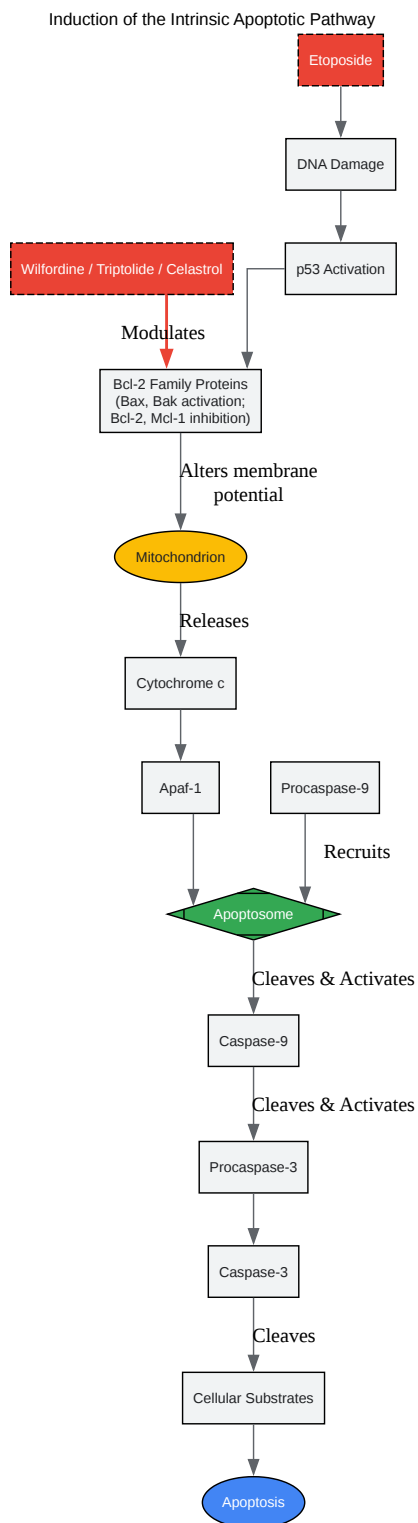 Induction of the Intrinsic Apoptotic Pathway
Etoposide
DNA Damage
Wilfordine / Triptolide / Celastrol
p53 Activation
Modulates
Bcl-2 Family Proteins
(Bax, Bak activation;
Bcl-2, Mcl-1 inhibition)
Alters membrane
potential
Mitochondrion
Releases
Cytochrome c
Apaf-1
Procaspase-9
Recruits
Apoptosome
Cleaves & Activates
Caspase-9
Cleaves & Activates
Procaspase-3
Caspase-3
Cleaves
Cellular Substrates
Apoptosis